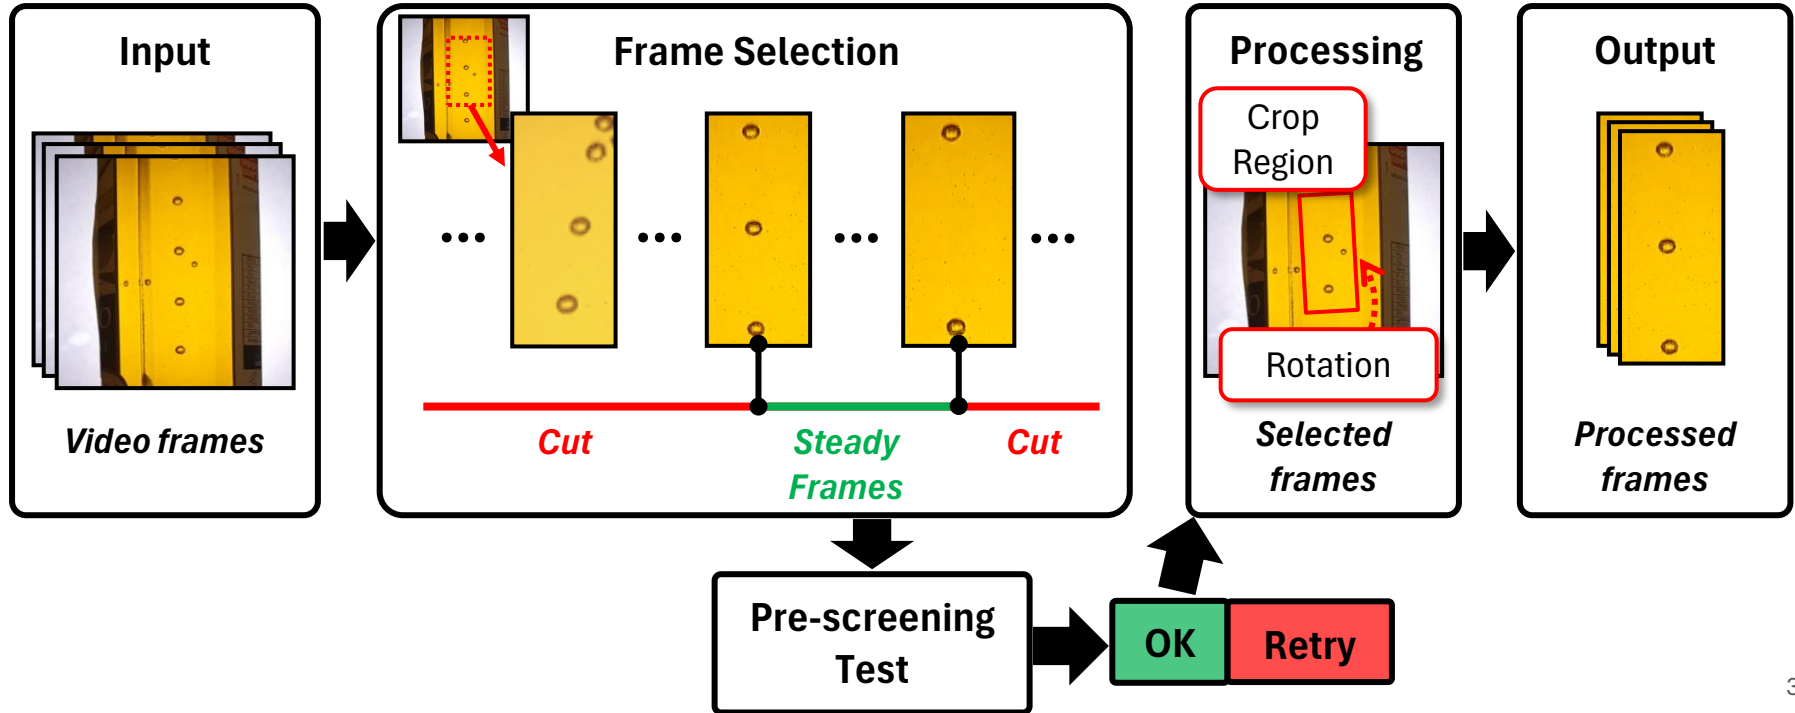 Input
Video frames
Frame Selection
...
...
...
...
Cut
Steady
Frames
Cut
Pre-screening
Test
OK
Retry
Processing
Crop
Region
Rotation
Selected
frames
Output
Processed
frames
3